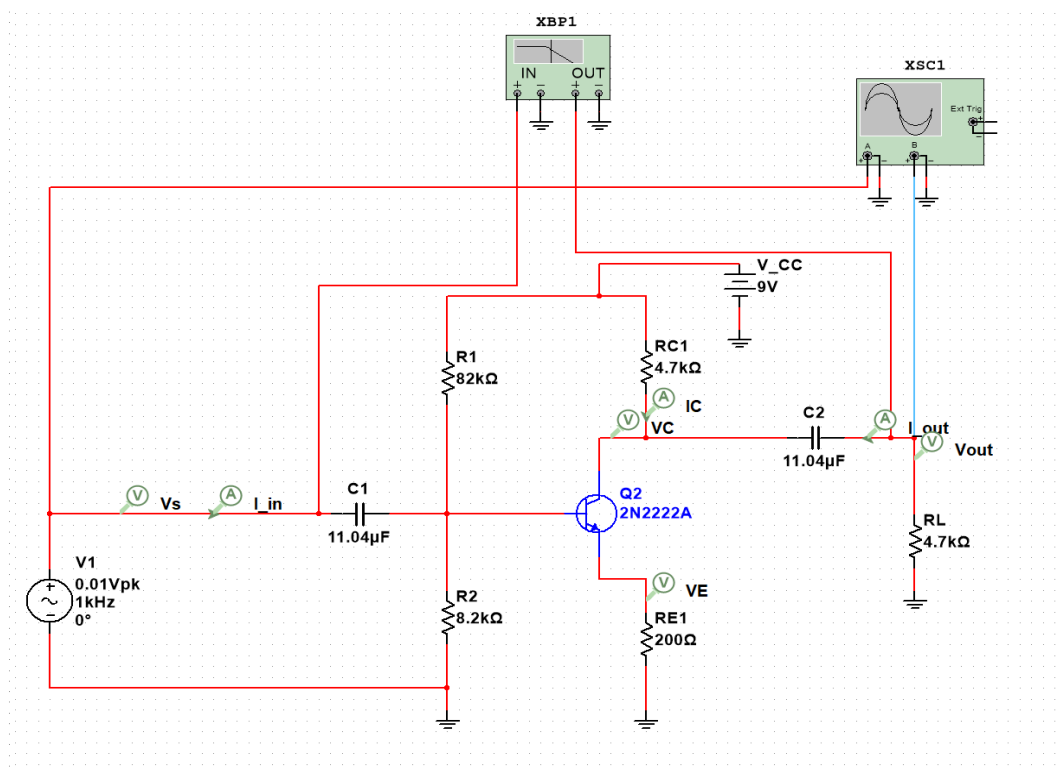 XBP1
IN OUT
+ − + −
XSC1
Ext Trig
+
−
A B
+ − + −
V_CC
9V
R1
82kΩ
RC1
4.7kΩ
A
IC
V
VC
C2
11.04µF
A
I_out
V
Vout
V
Vs
A
I_in
C1
11.04µF
Q2
2N2222A
RL
4.7kΩ
V1
0.01Vpk
1kHz
0°
+
−
R2
8.2kΩ
V
VE
RE1
200Ω